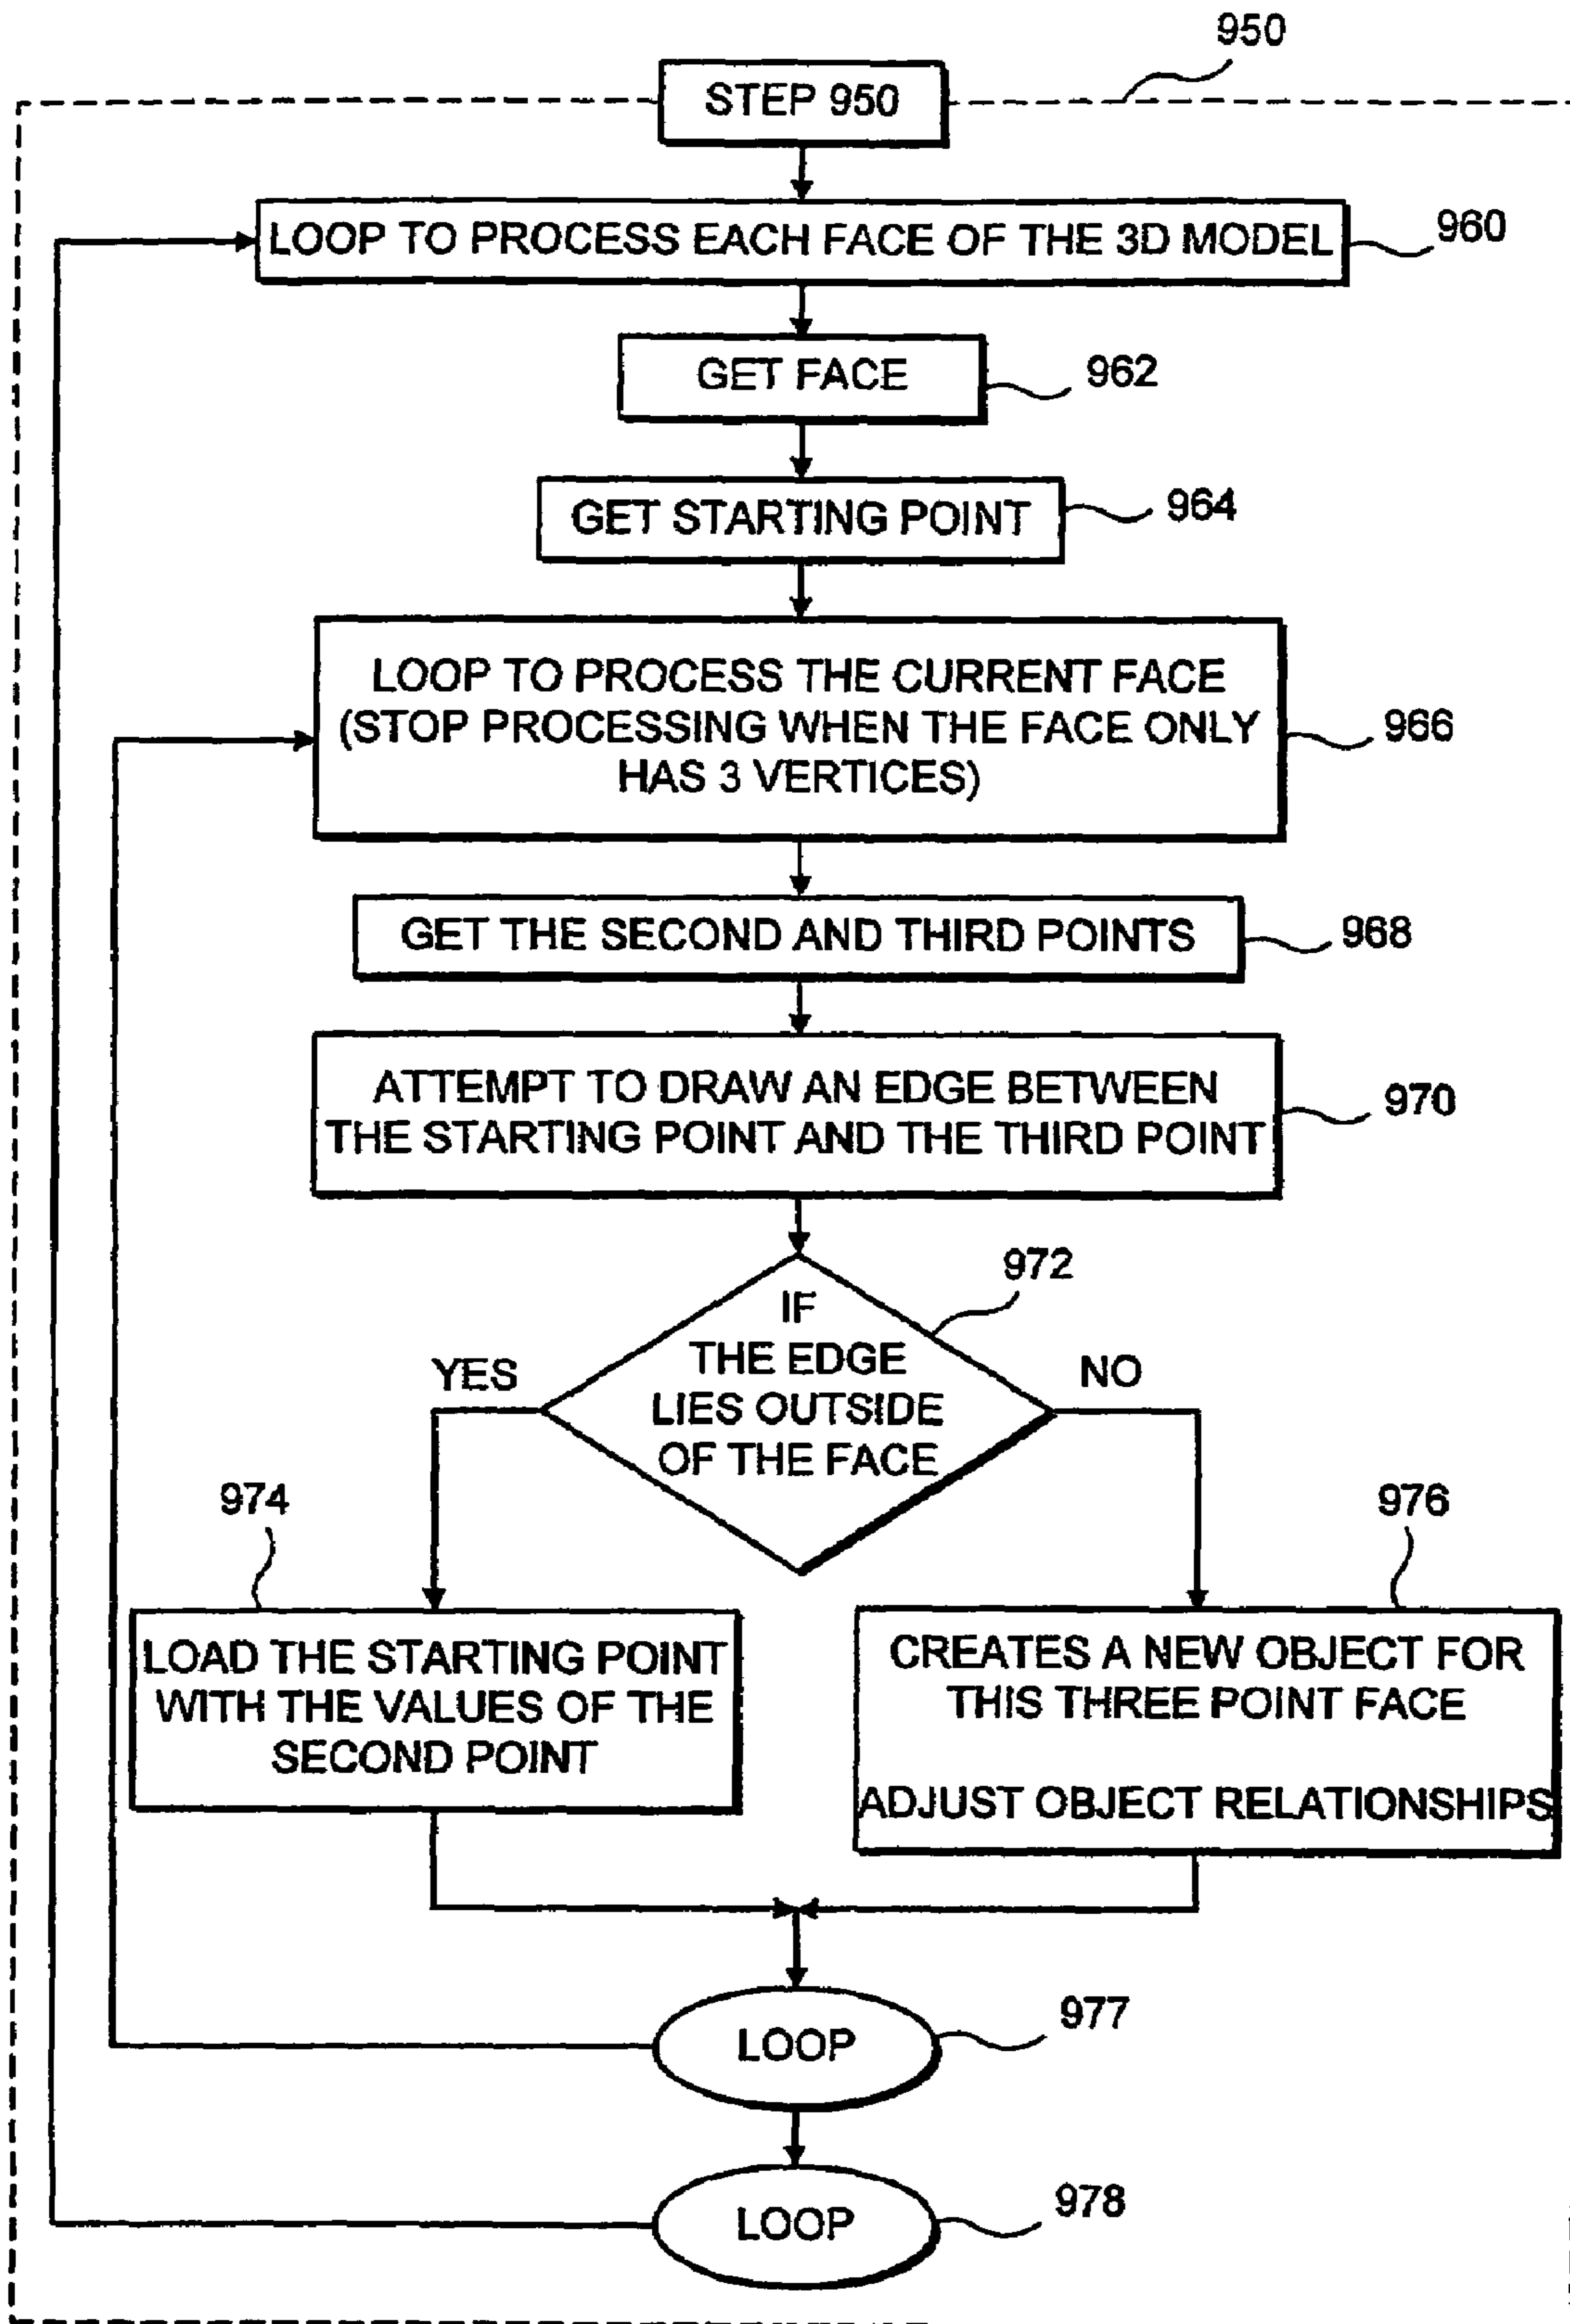 950
STEP 950
LOOP TO PROCESS EACH FACE OF THE 3D MODEL
960
GET FACE
962
GET STARTING POINT
964
LOOP TO PROCESS THE CURRENT FACE
(STOP PROCESSING WHEN THE FACE ONLY
HAS 3 VERTICES)
966
GET THE SECOND AND THIRD POINTS
968
ATTEMPT TO DRAW AN EDGE BETWEEN
THE STARTING POINT AND THE THIRD POINT
970
972
IF
THE EDGE
LIES OUTSIDE
OF THE FACE
YES
NO
974
LOAD THE STARTING POINT
WITH THE VALUES OF THE
SECOND POINT
976
CREATES A NEW OBJECT FOR
THIS THREE POINT FACE
ADJUST OBJECT RELATIONSHIPS
LOOP
977
LOOP
978